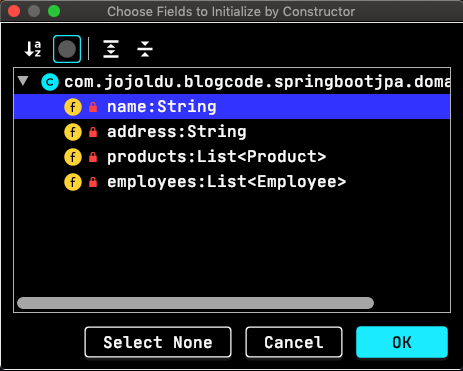 Choose Fields to Initialize by Constructor
a
z
C com.jojoldu.blogcode.springbootjpa.doma
f name:String
f address:String
f products:List<Product>
f employees:List<Employee>
Select None Cancel OK